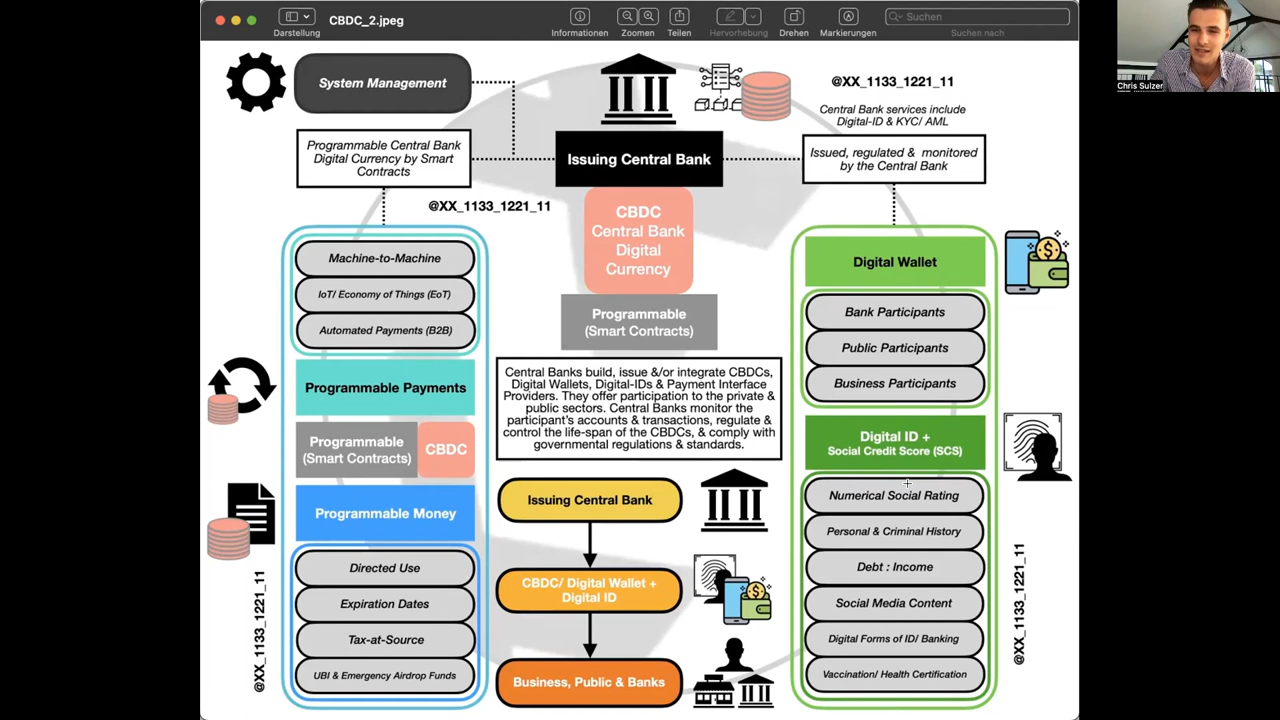 CBDC_2.jpeg
Darstellung
Informationen
Zoomen
Teilen
Hervorhebung
Drehen
Markierungen
Suchen
Suchen nach
Chris Sulzer
System Management
Programmable Central Bank
Digital Currency by Smart
Contracts
@XX_1133_1221_11
Issuing Central Bank
@XX_1133_1221_11
Central Bank services include
Digital-ID & KYC/ AML
Issued, regulated & monitored
by the Central Bank
CBDC
Central Bank
Digital
Currency
Programmable
(Smart Contracts)
Machine-to-Machine
IoT/ Economy of Things (EoT)
Automated Payments (B2B)
Programmable Payments
Programmable
(Smart Contracts)
CBDC
Programmable Money
Directed Use
Expiration Dates
Tax-at-Source
UBI & Emergency Airdrop Funds
@XX_1133_1221_11
Central Banks build, issue &/or integrate CBDCs,
Digital Wallets, Digital-IDs & Payment Interface
Providers. They offer participation to the private &
public sectors. Central Banks monitor the
participant's accounts & transactions, regulate &
control the life-span of the CBDCs, & comply with
governmental regulations & standards.
Issuing Central Bank
CBDC/ Digital Wallet +
Digital ID
Business, Public & Banks
Digital Wallet
Bank Participants
Public Participants
Business Participants
Digital ID +
Social Credit Score (SCS)
Numerical Social Rating
Personal & Criminal History
Debt : Income
Social Media Content
Digital Forms of ID/ Banking
Vaccination/ Health Certification
@XX_1133_1221_11